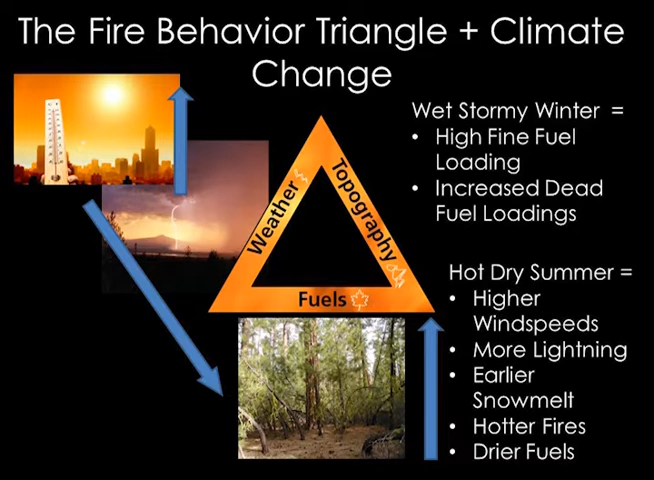 The Fire Behavior Triangle + Climate
Change
Wet Stormy Winter =
• High Fine Fuel
Loading
• Increased Dead
Fuel Loadings
Weather
Topography
Fuels
Hot Dry Summer =
• Higher
Windspeeds
• More Lightning
• Earlier
Snowmelt
• Hotter Fires
• Drier Fuels